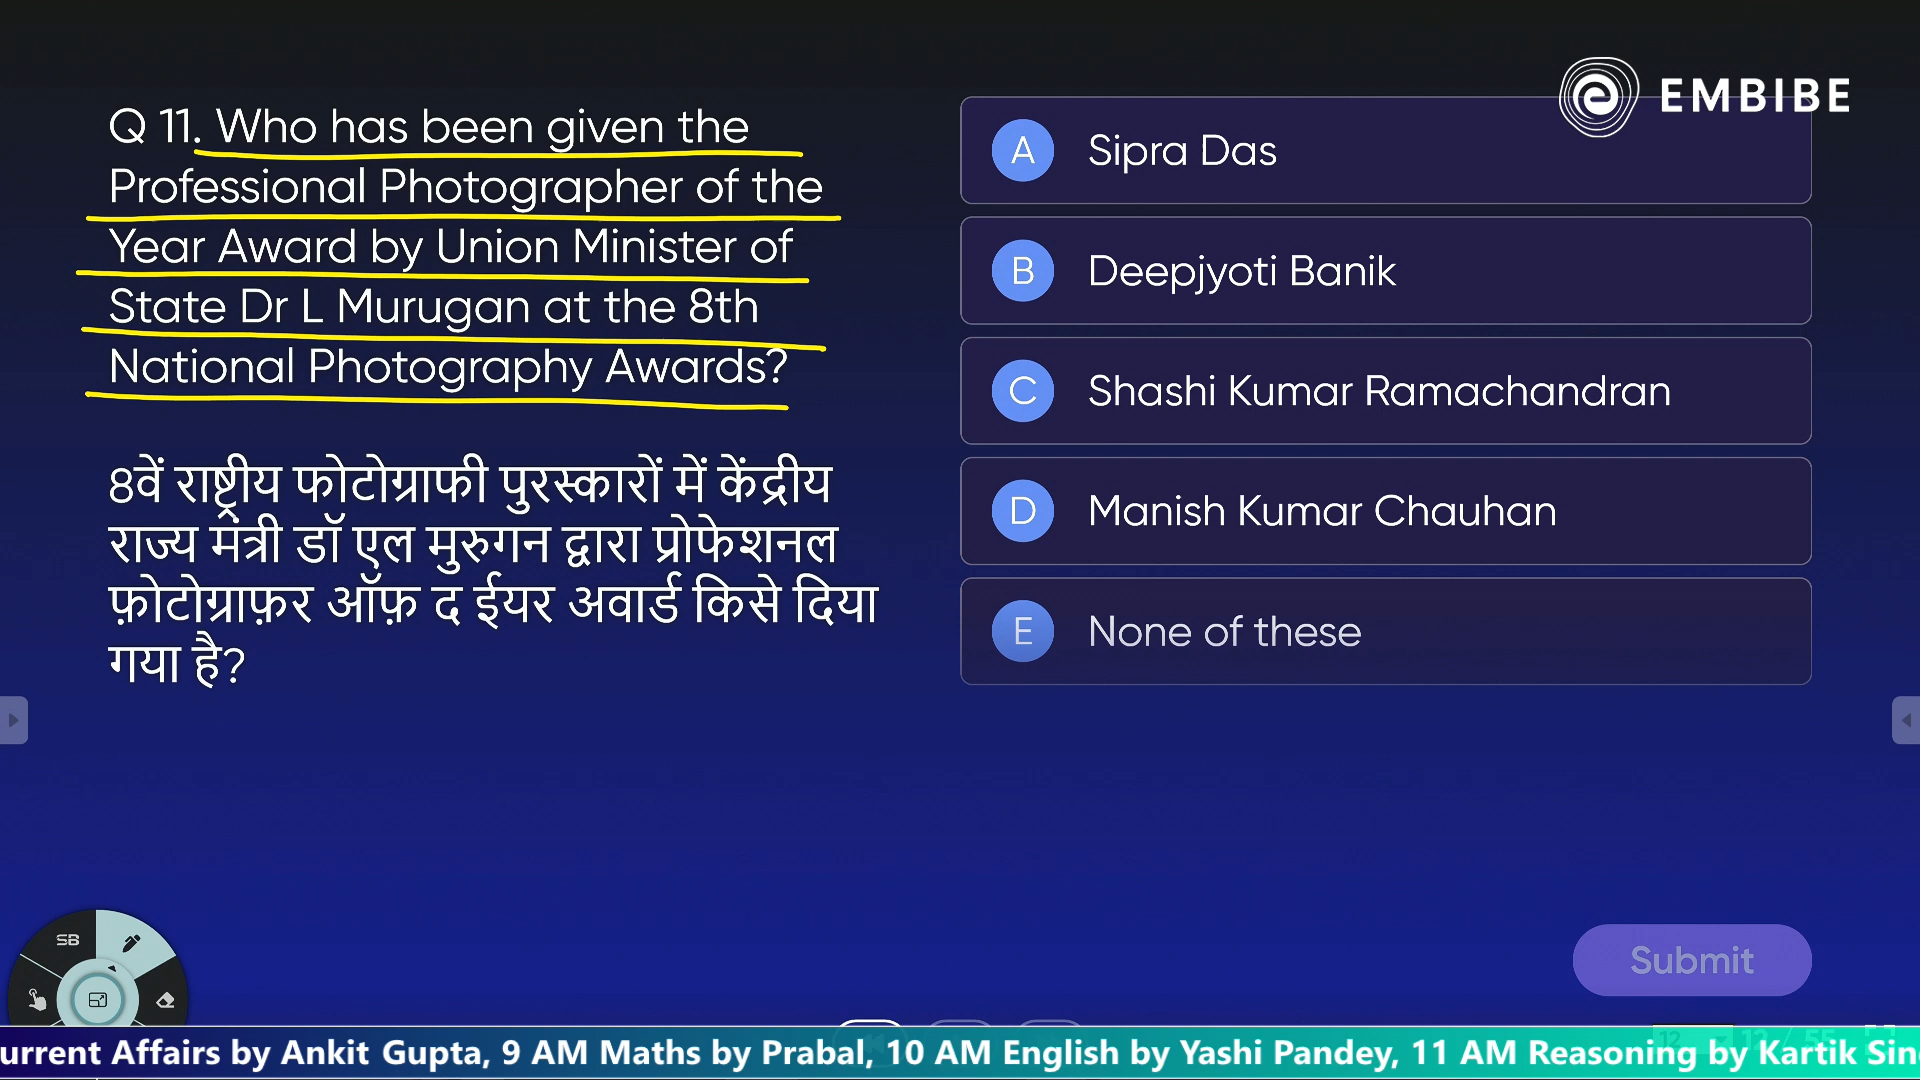 EMBIBE
Q 11. Who has been given the
Professional Photographer of the
Year Award by Union Minister of
State Dr L Murugan at the 8th
National Photography Awards?
8वें राष्ट्रीय फोटोग्राफी पुरस्कारों में केंद्रीय
राज्य मंत्री डॉ एल मुरुगन द्वारा प्रोफेशनल
फ़ोटोग्राफ़र ऑफ़ द ईयर अवार्ड किसे दिया
गया है?
A Sipra Das
B Deepjyoti Banik
C Shashi Kumar Ramachandran
D Manish Kumar Chauhan
E None of these
Submit
SB
urrent Affairs by Ankit Gupta, 9 AM Maths by Prabal, 10 AM English by Yashi Pandey, 11 AM Reasoning by Kartik Sin